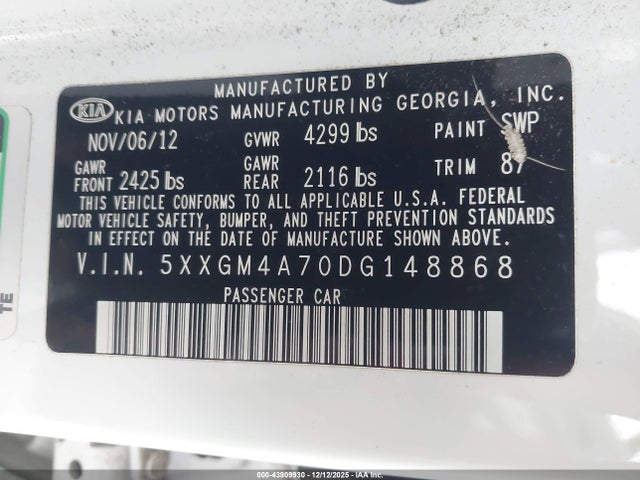 MANUFACTURED BY
KIA KIA MOTORS MANUFACTURING GEORGIA, INC.
NOV/06/12 GVWR 4299 lbs PAINT SWP
GAWR FRONT 2425 lbs GAWR REAR 2116 lbs TRIM 87
THIS VEHICLE CONFORMS TO ALL APPLICABLE U.S.A. FEDERAL
MOTOR VEHICLE SAFETY, BUMPER, AND THEFT PREVENTION STANDARDS
IN EFFECT ON THE DATE OF MANUFACTURE SHOWN ABOVE.
V.I.N. 5XXGM4A70DG148868
PASSENGER CAR
TE
000-43909930 - 12/12/2025 - IAA Inc.